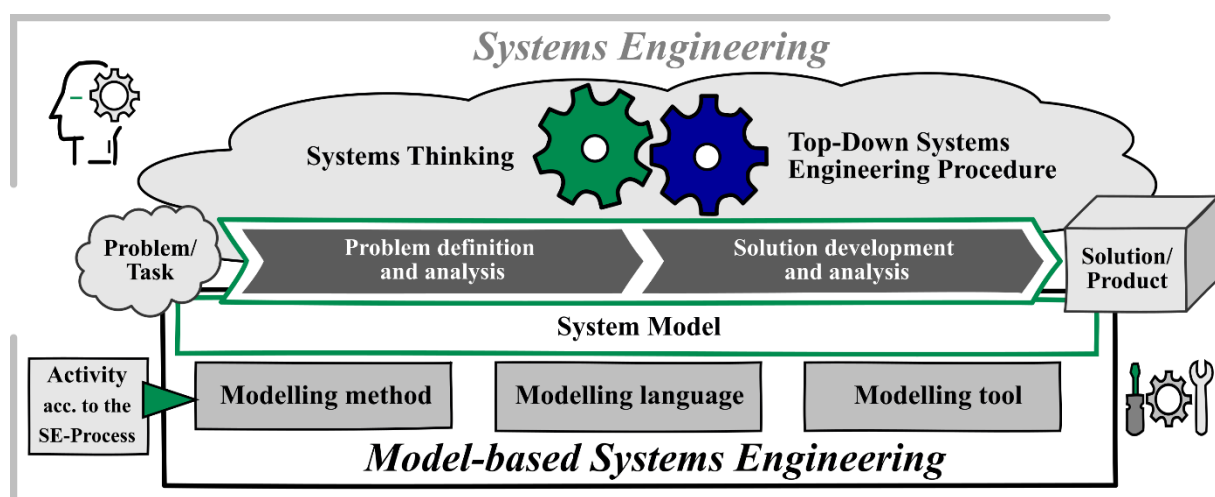 Systems Engineering
Systems Thinking
Top-Down Systems
Engineering Procedure
Problem/
Task
Problem definition
and analysis
Solution development
and analysis
Solution/
Product
System Model
Activity
acc. to the
SE-Process
Modelling method
Modelling language
Modelling tool
Model-based Systems Engineering